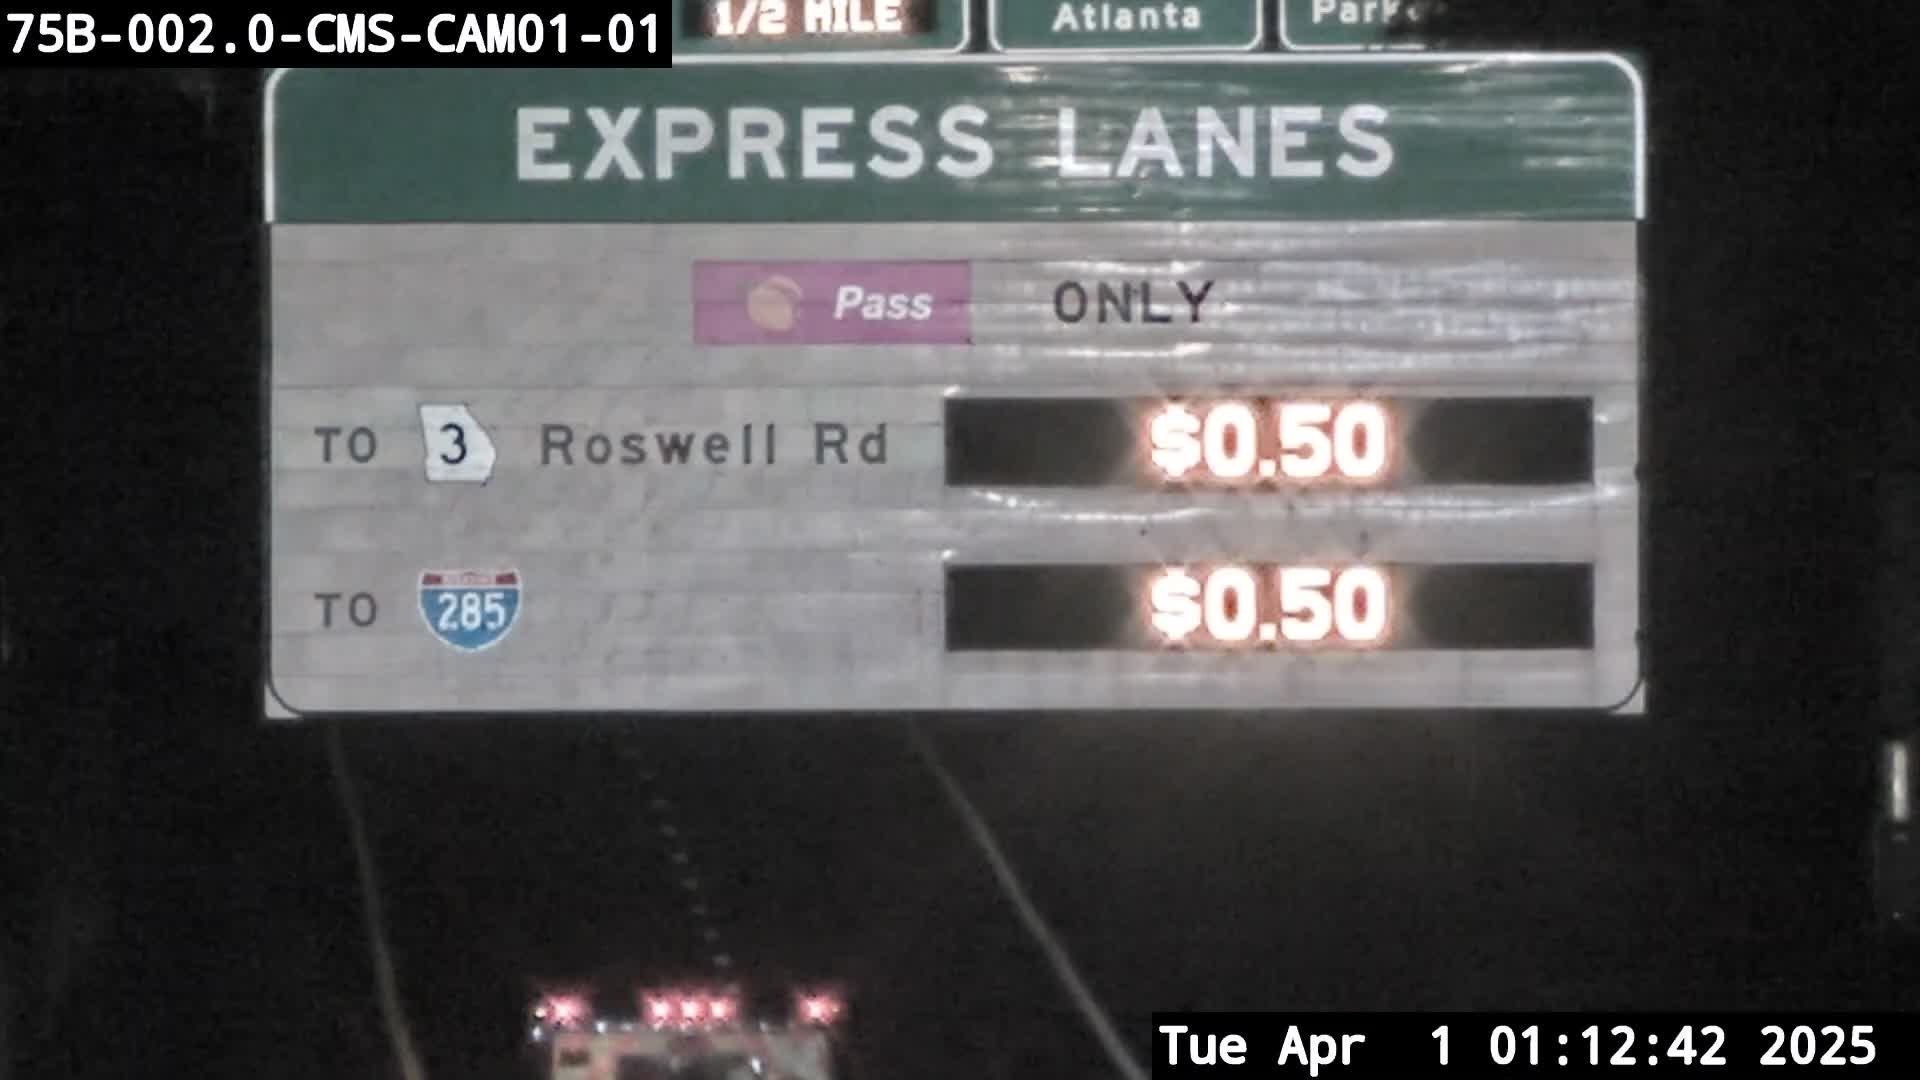 75B-002.0-CMS-CAM01-01
1/2 MILE
Atlanta
EXPRESS LANES
Pass ONLY
TO 3 Roswell Rd $0.50
TO 285 $0.50
Tue Apr 1 01:12:42 2025